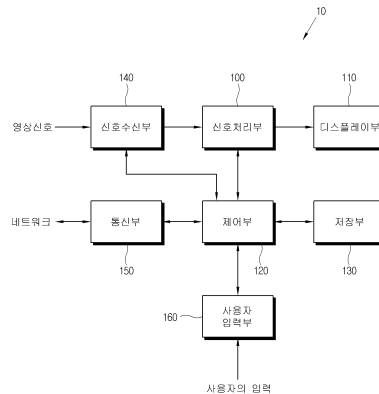 10
140
100
110
영상신호
신호수신부
신호처리부
디스플레이부
네트워크
통신부
제어부
저장부
150
120
130
160
사용자
입력부
사용자의 입력